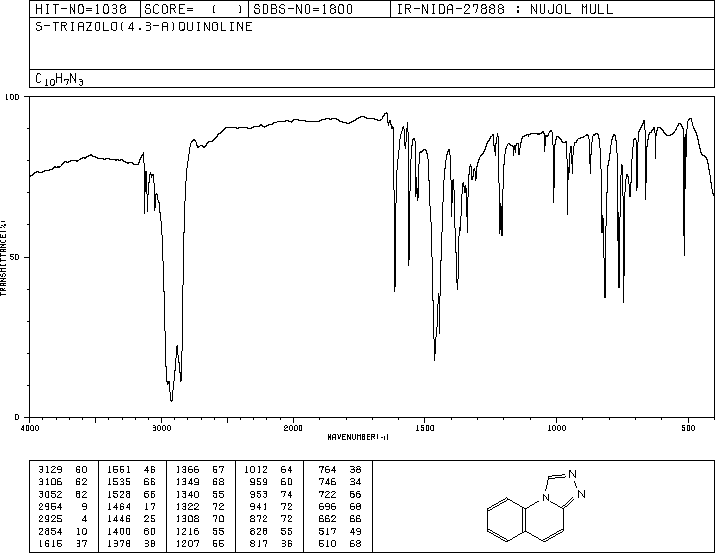 HIT-NO=1038 SCORE= ( ) SDBS-NO=1800 IR-NIDA-27888 : NUJOL MULL
S-TRIAZOLO(4,3-A)QUINOLINE
C10H7N3
100
50
0
TRANSMITTANCE(%)
4000 3000 2000 1500 1000 500
WAVENUMBER(-1)
3129 60 1561 46 1366 67 1012 64 764 38
3106 62 1535 66 1349 68 959 60 746 34
3052 62 1528 66 1340 55 953 74 722 66
2954 9 1464 17 1322 72 941 72 696 68
2925 4 1446 25 1308 70 872 72 662 66
2854 10 1400 60 1216 55 828 55 517 49
1616 37 1378 38 1207 55 817 36 510 68
N
N
N